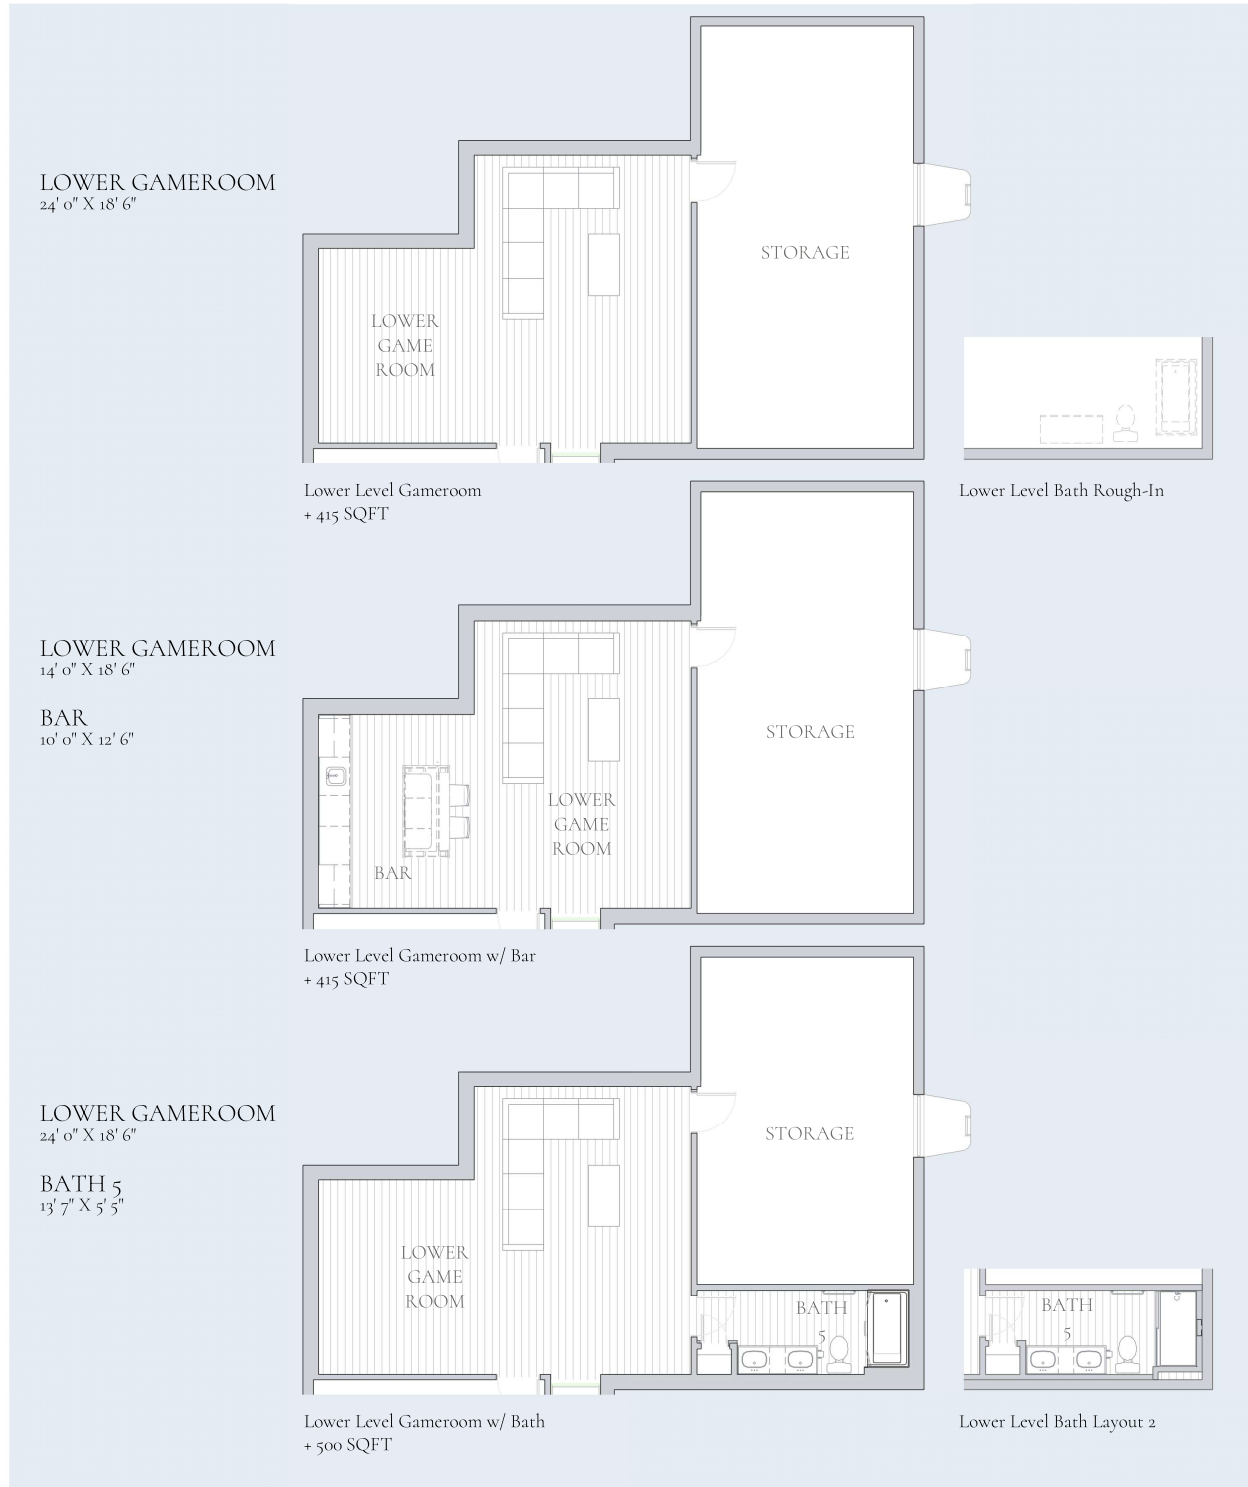 LOWER GAMEROOM
24' 0" X 18' 6"
STORAGE
LOWER
GAME
ROOM
Lower Level Gameroom
+ 415 SQFT
Lower Level Bath Rough-In
LOWER GAMEROOM
14' 0" X 18' 6"
BAR
10' 0" X 12' 6"
STORAGE
LOWER
GAME
ROOM
BAR
Lower Level Gameroom w/ Bar
+ 415 SQFT
LOWER GAMEROOM
24' 0" X 18' 6"
BATH 5
13' 7" X 5' 5"
STORAGE
LOWER
GAME
ROOM
BATH
5
BATH
5
Lower Level Gameroom w/ Bath
+ 500 SQFT
Lower Level Bath Layout 2